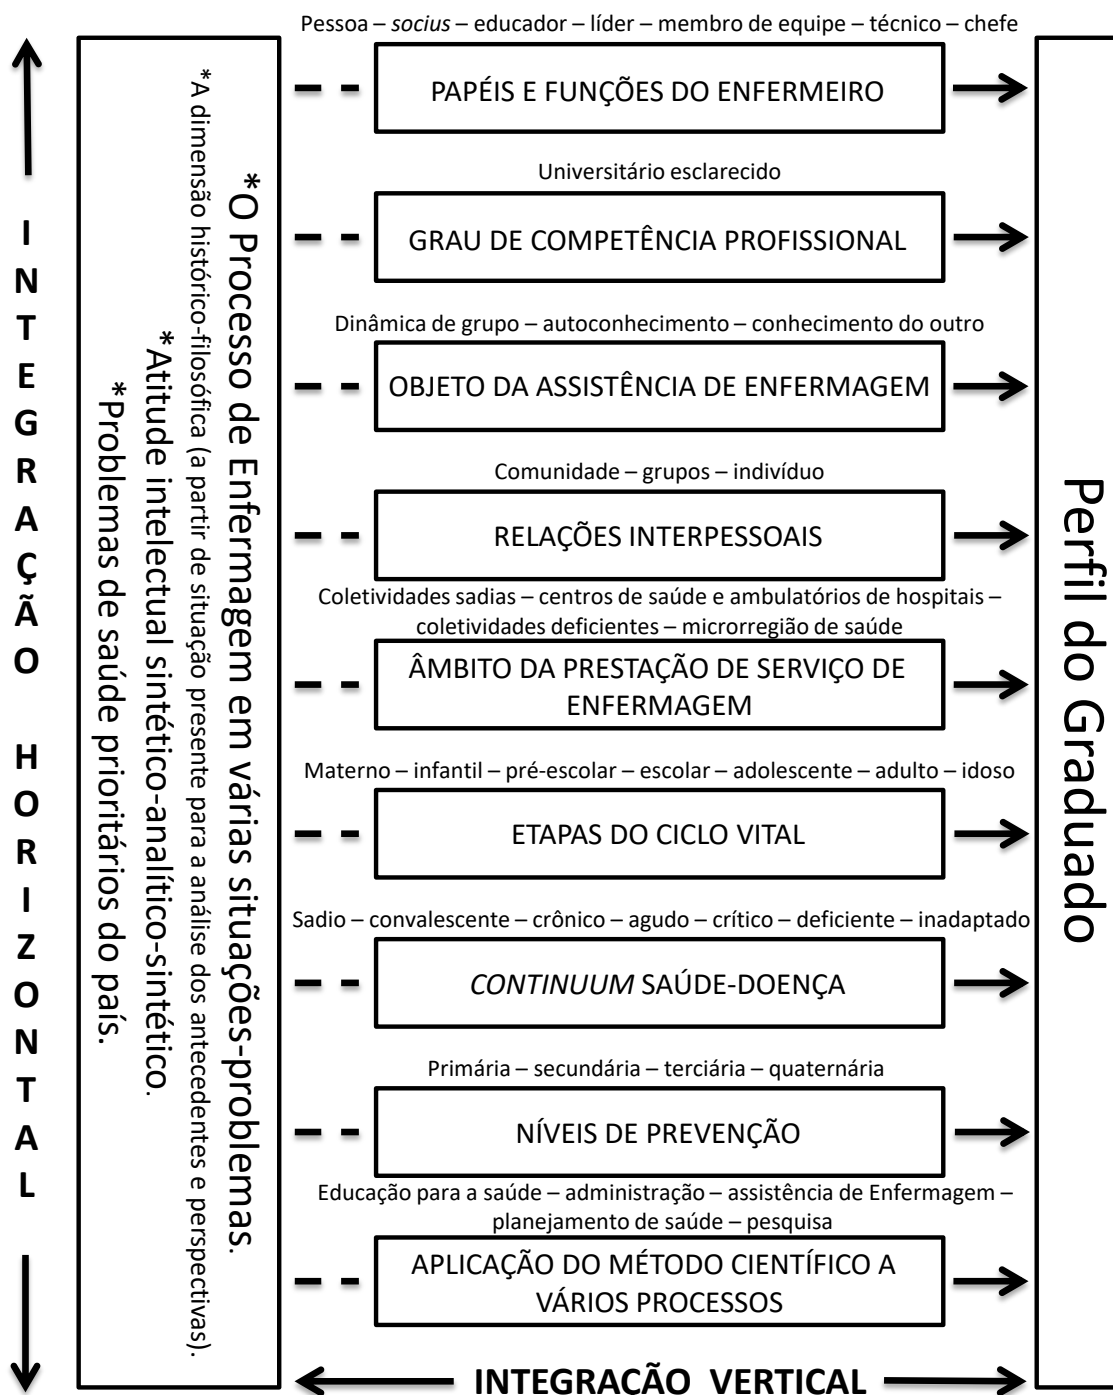 INTEGRAÇÃO HORIZONTAL
*O Processo de Enfermagem em várias situações-problemas.
*A dimensão histórico-filosófica (a partir de situação presente para a análise dos antecedentes e perspectivas).
*Atitude intelectual sintético-analítico-sintético.
*Problemas de saúde prioritários do país.
Pessoa – socius – educador – líder – membro de equipe – técnico – chefe
PAPÉIS E FUNÇÕES DO ENFERMEIRO
Universitário esclarecido
GRAU DE COMPETÊNCIA PROFISSIONAL
Dinâmica de grupo – autoconhecimento – conhecimento do outro
OBJETO DA ASSISTÊNCIA DE ENFERMAGEM
Comunidade – grupos – indivíduo
RELAÇÕES INTERPESSOAIS
Coletividades sadias – centros de saúde e ambulatórios de hospitais –
coletividades deficientes – microrregião de saúde
ÂMBITO DA PRESTAÇÃO DE SERVIÇO DE
ENFERMAGEM
Materno – infantil – pré-escolar – escolar – adolescente – adulto – idoso
ETAPAS DO CICLO VITAL
Sadio – convalescente – crônico – agudo – crítico – deficiente – inadaptado
CONTINUUM SAÚDE-DOENÇA
Primária – secundária – terciária – quaternária
NÍVEIS DE PREVENÇÃO
Educação para a saúde – administração – assistência de Enfermagem –
planejamento de saúde – pesquisa
APLICAÇÃO DO MÉTODO CIENTÍFICO A
VÁRIOS PROCESSOS
INTEGRAÇÃO VERTICAL
Perfil do Graduado